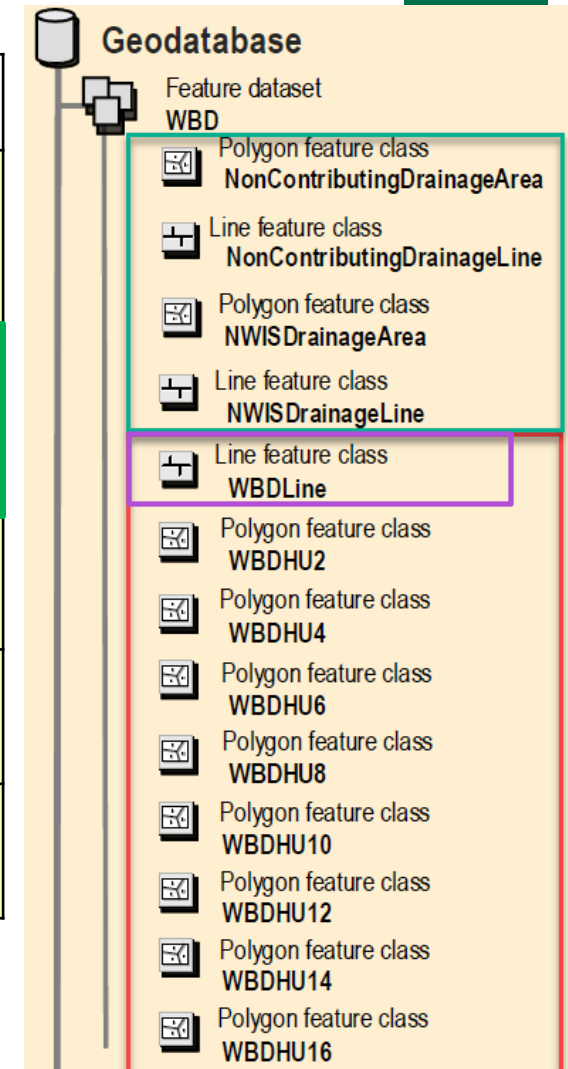 Geodatabase
Feature dataset
WBD
Polygon feature class
NonContributingDrainageArea
Line feature class
NonContributingDrainageLine
Polygon feature class
NWISDrainageArea
Line feature class
NWISDrainageLine
Line feature class
WBDLine
Polygon feature class
WBDHU2
Polygon feature class
WBDHU4
Polygon feature class
WBDHU6
Polygon feature class
WBDHU8
Polygon feature class
WBDHU10
Polygon feature class
WBDHU12
Polygon feature class
WBDHU14
Polygon feature class
WBDHU16